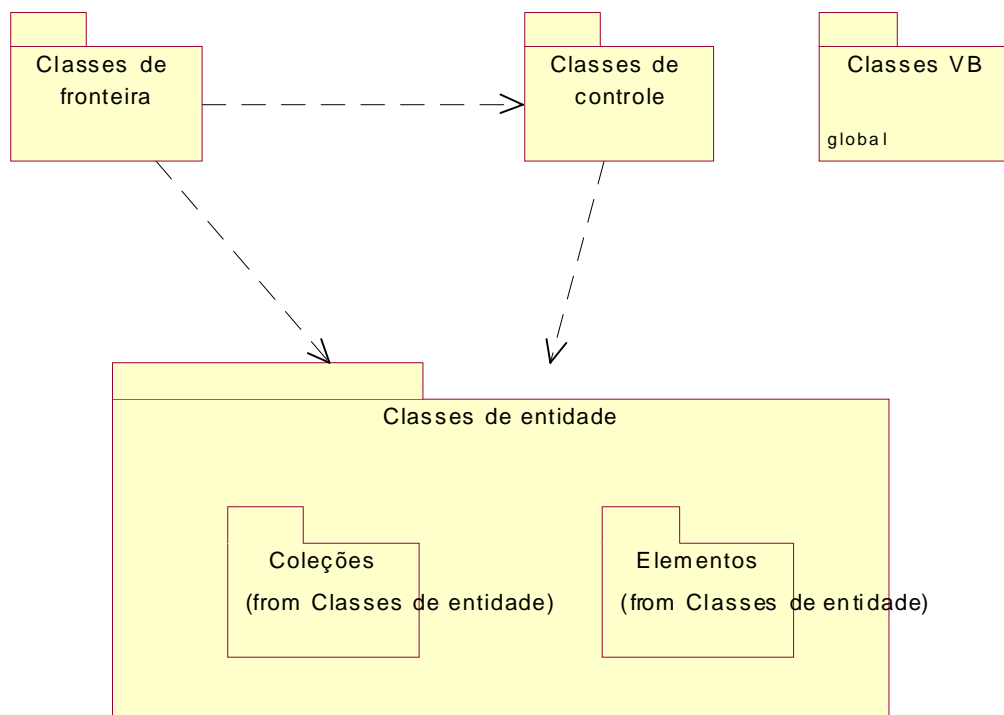 Classes de
fronteira
Classes de
controle
Classes VB
global
Classes de entidade
Coleções
(from Classes de entidade)
Elementos
(from Classes de entidade)